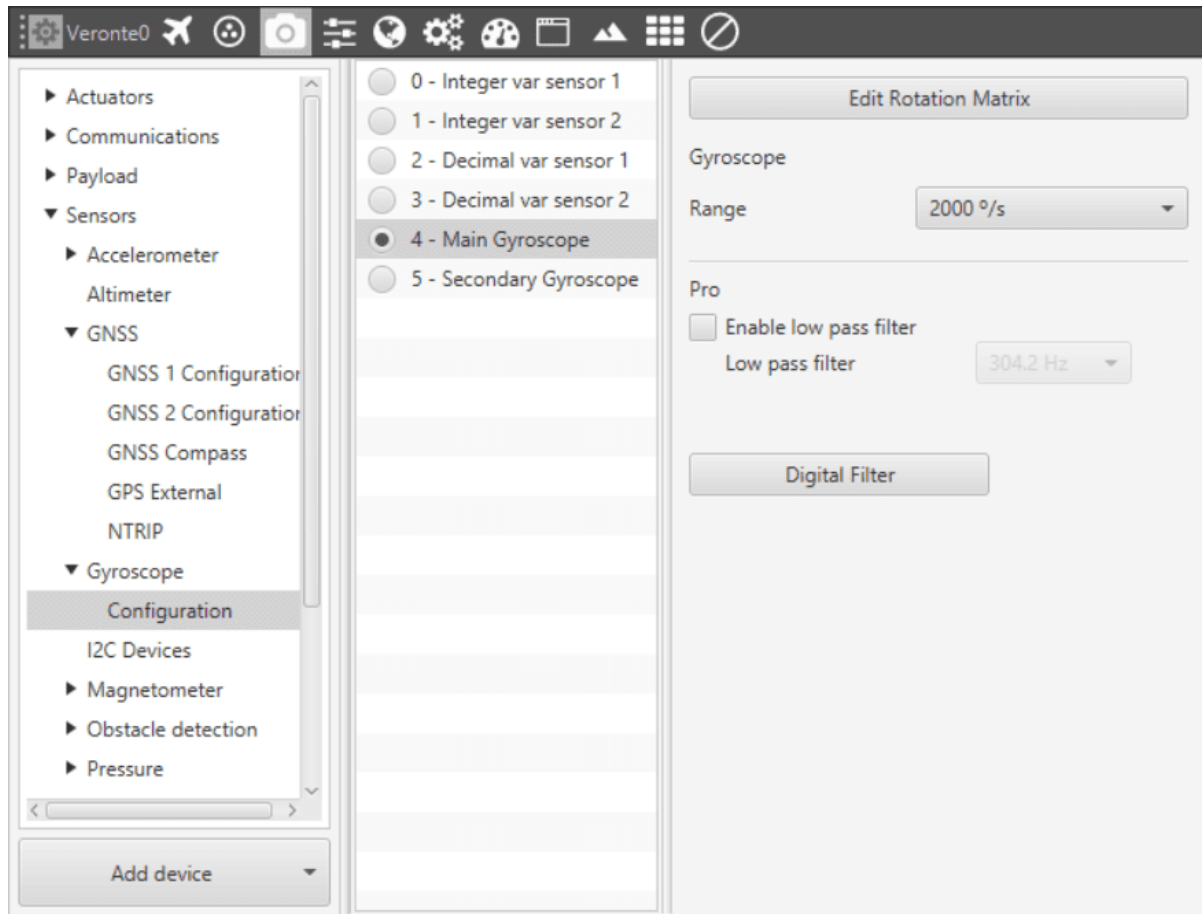 Veronte0
Actuators
Communications
Payload
Sensors
Accelerometer
Altimeter
GNSS
GNSS 1 Configuration
GNSS 2 Configuration
GNSS Compass
GPS External
NTRIP
Gyroscope
Configuration
I2C Devices
Magnetometer
Obstacle detection
Pressure
Add device
0 - Integer var sensor 1
1 - Integer var sensor 2
2 - Decimal var sensor 1
3 - Decimal var sensor 2
4 - Main Gyroscope
5 - Secondary Gyroscope
Edit Rotation Matrix
Gyroscope
Range 2000 º/s
Pro
Enable low pass filter
Low pass filter 304.2 Hz
Digital Filter